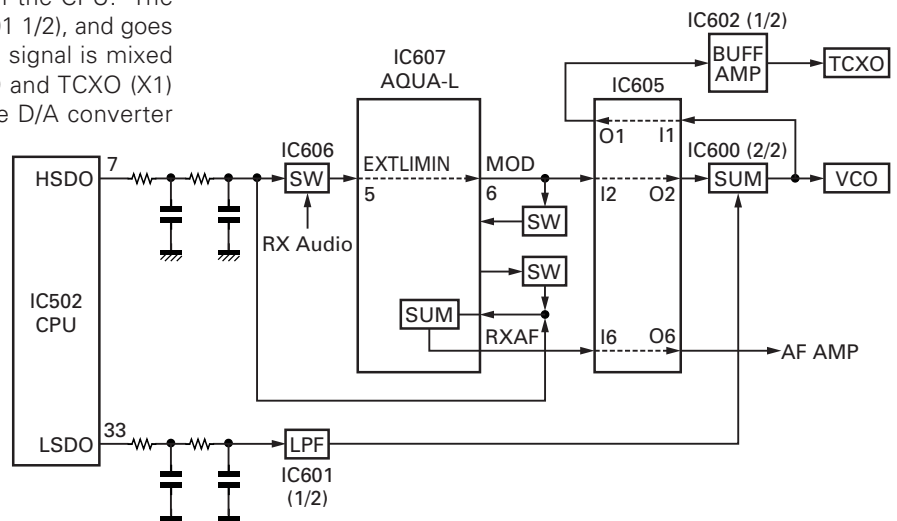 the CPU. The
1/2), and goes
signal is mixed
and TCXO (X1)
D/A converter
IC602 (1/2)
BUFF
AMP
TCXO
IC607
AQUA-L
IC605
O1
I1
IC606
SW
EXTLIMIN
5
MOD
6
I2
O2
IC600 (2/2)
SUM
VCO
HSDO
7
RX Audio
SW
SW
IC502
CPU
SUM
RXAF
I6
O6
AF AMP
LSDO
33
LPF
IC601
(1/2)